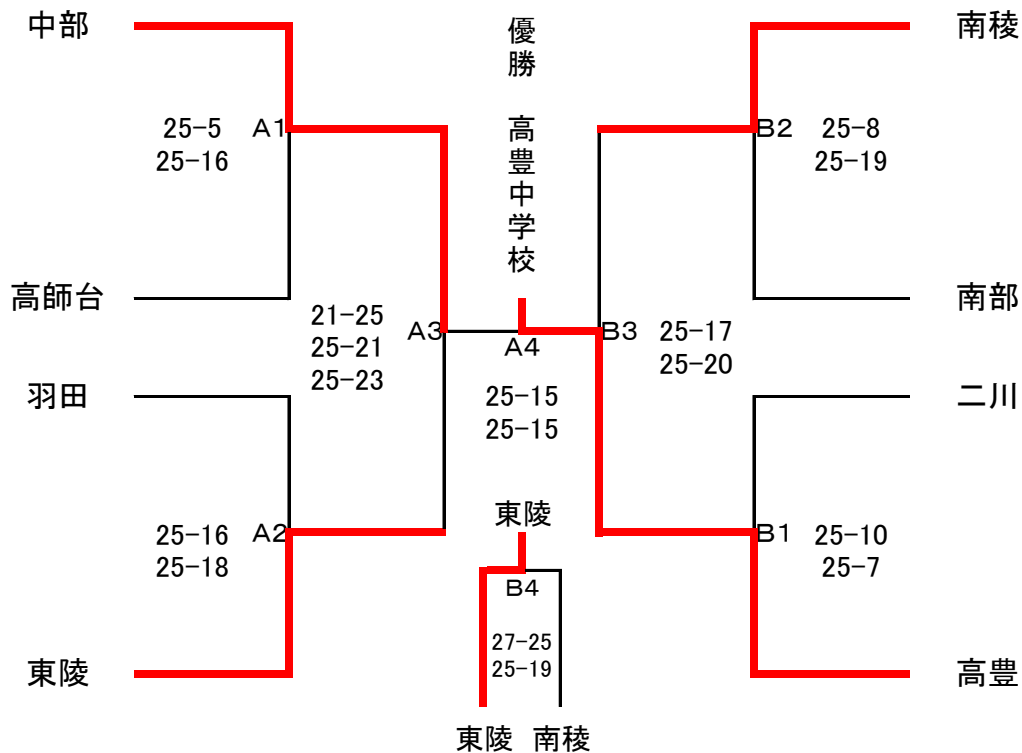 中部
南稜
優勝 高豊中学校
25-5
25-16
A1
B2
25-8
25-19
高師台
南部
21-25
25-21
25-23
A3
A4
25-15
25-15
B3
25-17
25-20
羽田
二川
25-16
25-18
A2
東陵
B4
27-25
25-19
東陵 南稜
B1
25-10
25-7
東陵
高豊